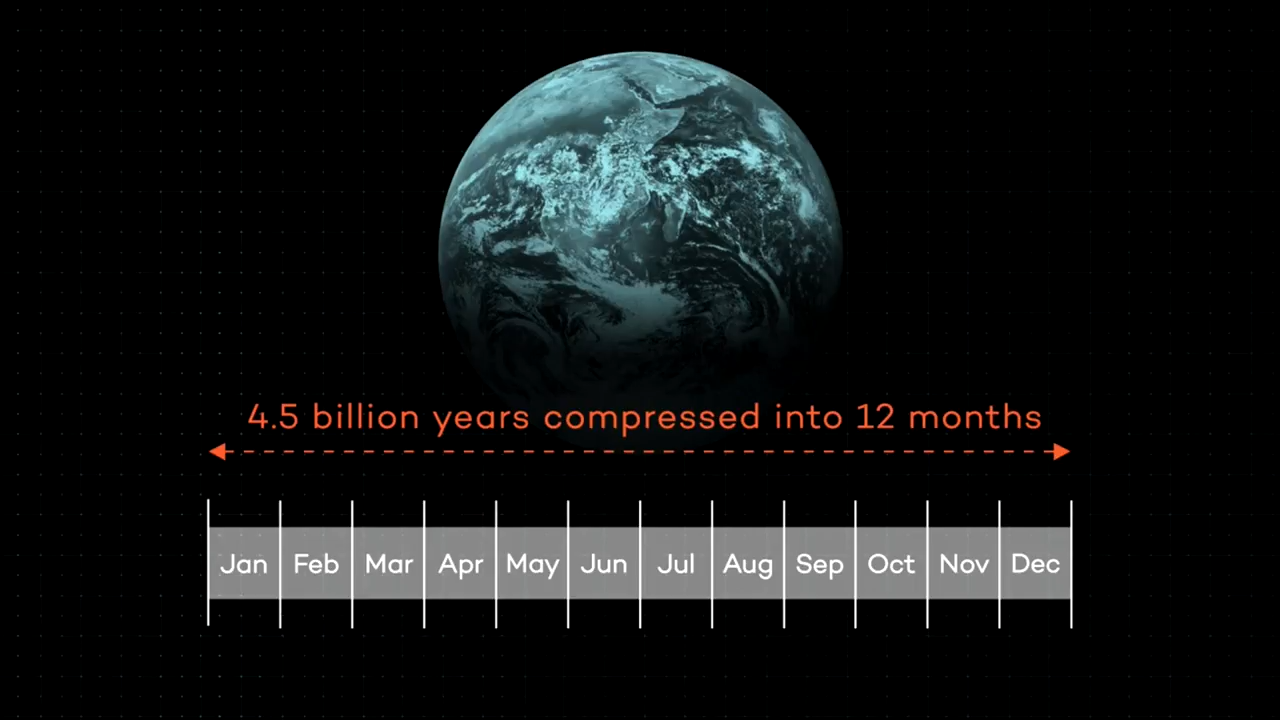 4.5 billion years compressed into 12 months
Jan Feb Mar Apr May Jun Jul Aug Sep Oct Nov Dec